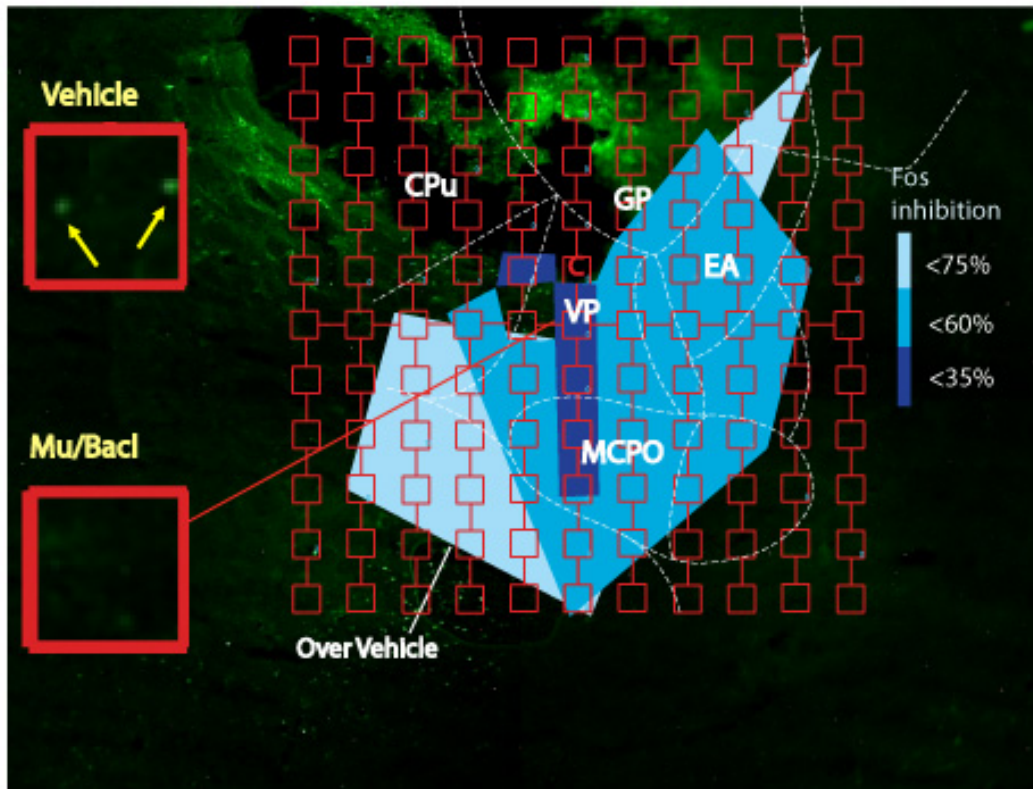 Vehicle
CPu
GP
Fos
inhibition
EA
<75%
C
VP
<60%
<35%
Mu/Bacl
MCPO
Over Vehicle